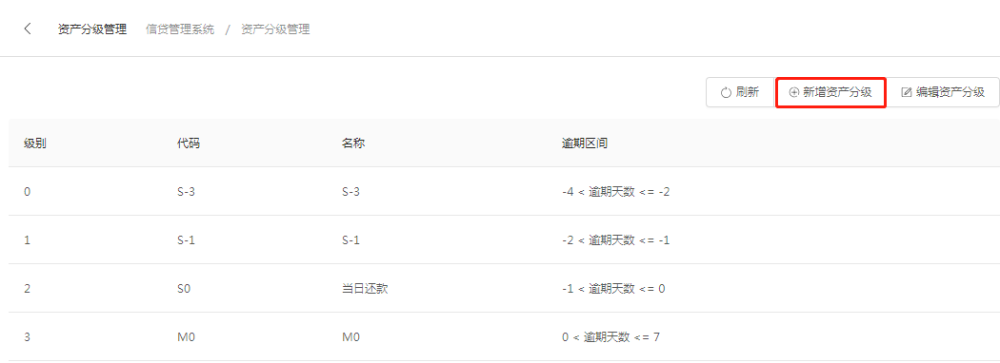 资产分级管理 信贷管理系统 / 资产分级管理
刷新 新增资产分级 编辑资产分级
级别 代码 名称 逾期区间
0 S-3 S-3 -4 < 逾期天数 <= -2
1 S-1 S-1 -2 < 逾期天数 <= -1
2 S0 当日还款 -1 < 逾期天数 <= 0
3 M0 M0 0 < 逾期天数 <= 7